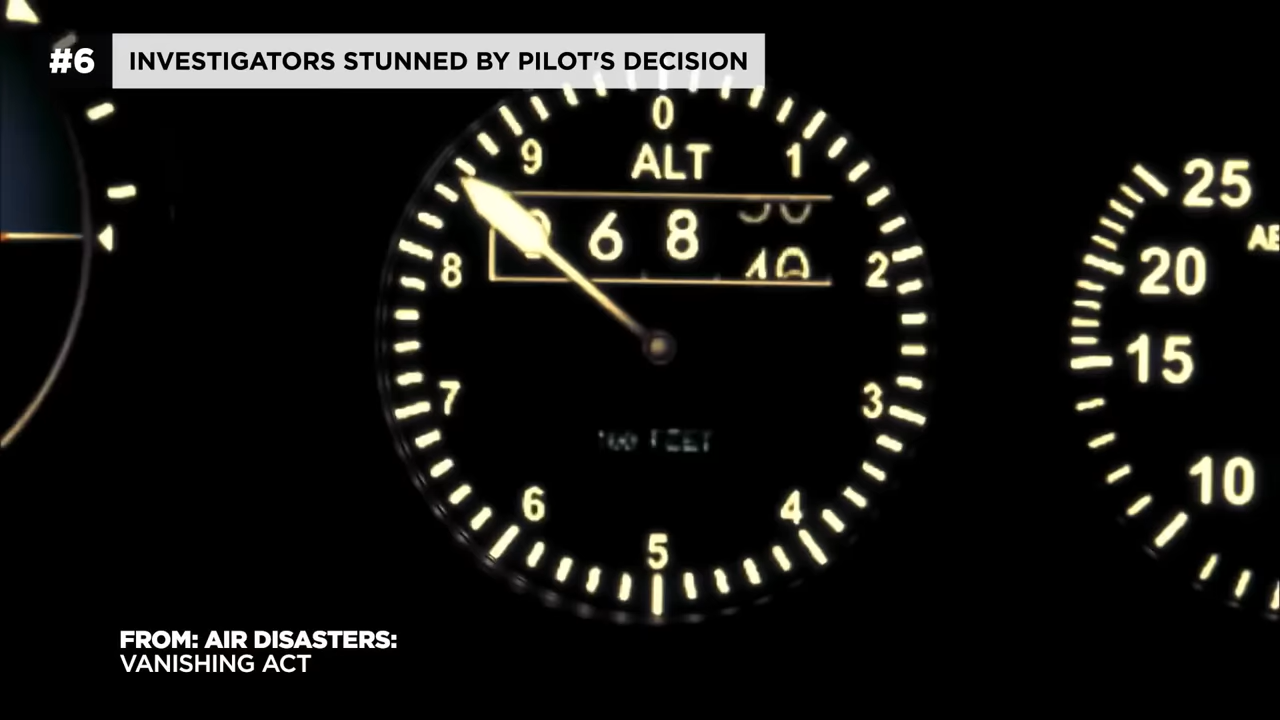 #6 INVESTIGATORS STUNNED BY PILOT'S DECISION
0
9 ALT 1
25
6 8
8 2
20
15
7 3
10
6 4
5
FROM: AIR DISASTERS:
VANISHING ACT